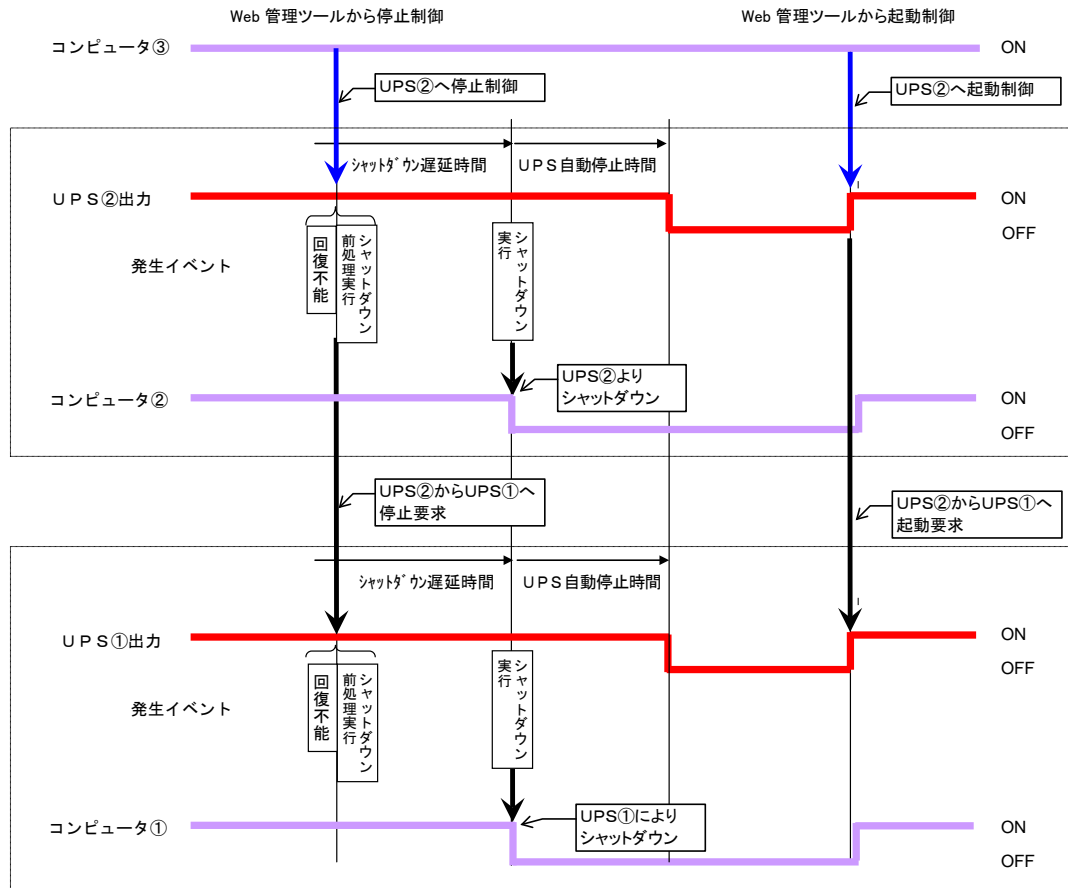 Web 管理ツールから停止制御
Web 管理ツールから起動制御
コンピュータ③
ON
UPS②へ停止制御
UPS②へ起動制御
ｼｬｯﾄﾀﾞｳﾝ遅延時間
UPS自動停止時間
UPS②出力
ON
OFF
発生イベント
回復不能
シャットダウン
前処理実行
シャットダウン
実行
UPS②より
シャットダウン
コンピュータ②
ON
OFF
UPS②からUPS①へ
停止要求
UPS②からUPS①へ
起動要求
ｼｬｯﾄﾀﾞｳﾝ遅延時間
UPS自動停止時間
UPS①出力
ON
OFF
発生イベント
回復不能
シャットダウン
前処理実行
シャットダウン
実行
UPS①により
シャットダウン
コンピュータ①
ON
OFF